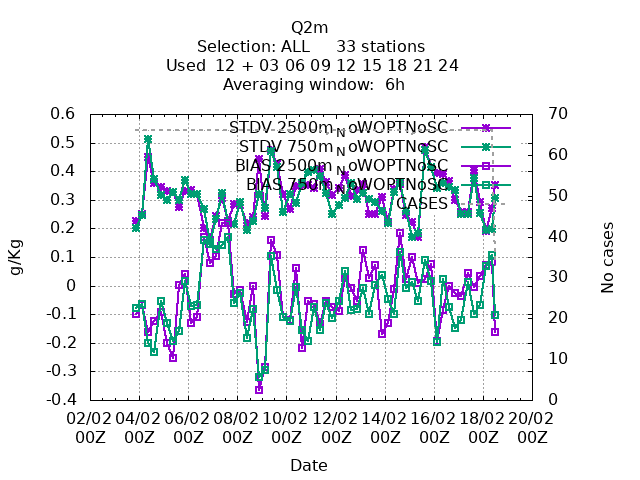 Q2m
Selection: ALL 33 stations
Used 12 + 03 06 09 12 15 18 21 24
Averaging window: 6h
0.6 70
STDV 2500m_NoWOPTNoSC
0.5 60
STDV 750m_NoWOPTNoSC
0.4
BIAS 2500m_NoWOPTNoSC
0.3 50
BIAS 750m_NoWOPTNoSC
CASES
0.2 40
0.1
0 30
-0.1 20
-0.2
-0.3 10
-0.4 0
g/Kg
No cases
02/02 04/02 06/02 08/02 10/02 12/02 14/02 16/02 18/02 20/02
00Z 00Z 00Z 00Z 00Z 00Z 00Z 00Z 00Z 00Z
Date